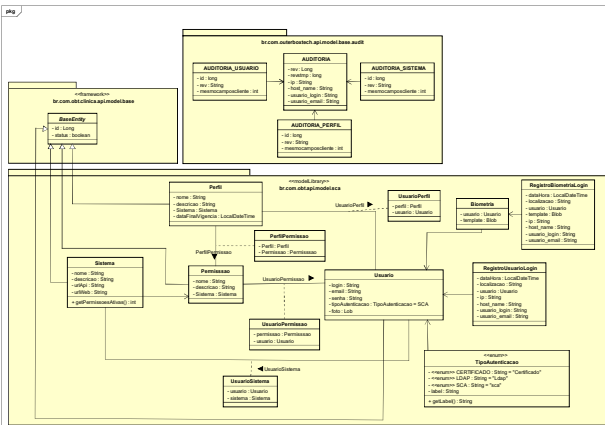 pkg
br.com.outerboxtech.api.model.base.audit
AUDITORIA
- rev : Long
- revstmp : long
- ip : String
- host_name : String
- usuario_login : String
- usuario_email : String
AUDITORIA_USUARIO
- id : long
- rev : String
- mesmocamposcliente : int
AUDITORIA_SISTEMA
- id : long
- rev : String
- mesmocamposcliente : int
AUDITORIA_PERFIL
- id : long
- rev : String
- mesmocamposcliente : int
<<framework>>
br.com.obt.clinica.api.model.base
BaseEntity
- id : Long
- status : boolean
<<modelLibrary>>
br.com.obt.api.model.sca
Perfil
- nome : String
- descricao : String
- Sistema : Sistema
- dataFinalVigencia : LocalDateTime
UsuarioPerfil
UsuarioPerfil
- perfil : Perfil
- usuario : Usuario
Biometria
- usuario : Usuario
- template : Blob
RegistroBiometriaLogin
- dataHora : LocalDateTime
- localizacao : String
- usuario : Usuario
- template : Blob
- ip : String
- host_name : String
- usuario_login : String
- usuario_email : String
PerfilPermissao
- Perfil : Perfil
- Permissao : Permissao
PerfilPermissao
Sistema
- nome : String
- descricao : String
- urlApi : String
- urlWeb : String
+ getPermissoesAtivas() : int
Permisssao
- nome : String
- descricao : String
- Sistema : Sistema
UsuarioPermissao
Usuario
- login : String
- email : String
- senha : String
- tipoAutenticacao : TipoAutenticacao = SCA
- foto : Lob
RegistroUsuarioLogin
- dataHora : LocalDateTime
- localizacao : String
- usuario : Usuario
- ip : String
- host_name : String
- usuario_login : String
- usuario_email : String
UsuarioPermissao
- permissao : Permissao
- usuario : Usuario
UsuarioSistema
UsuarioSistema
- usuario : Usuario
- sistema : Sistema
<<enum>>
TipoAutenticacao
- <<enum>> CERTIFICADO : String = "Certificado"
- <<enum>> LDAP : String = "Ldap"
- <<enum>> SCA : String = "sca"
- label : String
+ getLabel() : String